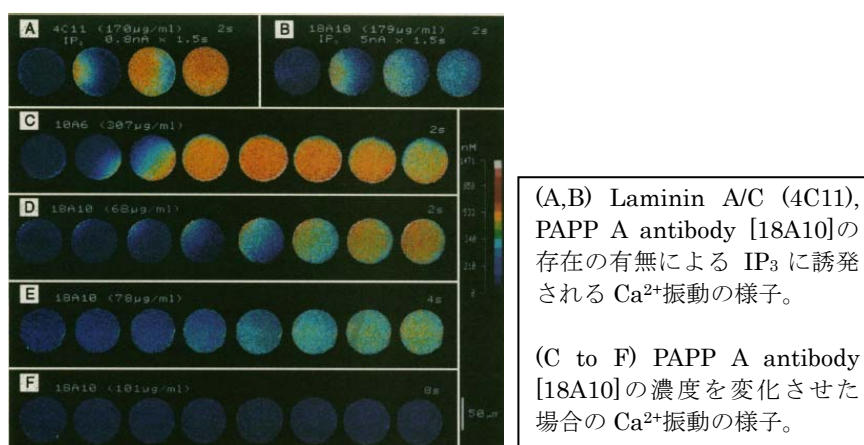 A 4C11 (170μg/ml) 2s
IP₃ 0.8nA × 1.5s
B 18A10 (179μg/ml) 2s
IP₃ 5nA × 1.5s
C 10A6 (307μg/ml) 2s
nM
1471
D 18A10 (68μg/ml) 2s
0
E 18A10 (78μg/ml) 4s
F 18A10 (101μg/ml) 8s
50 μm
(A,B) Laminin A/C (4C11),
PAPP A antibody [18A10]の
存在の有無による IP₃ に誘発
される Ca²⁺振動の様子。
(C to F) PAPP A antibody
[18A10]の濃度を変化させた
場合の Ca²⁺振動の様子。